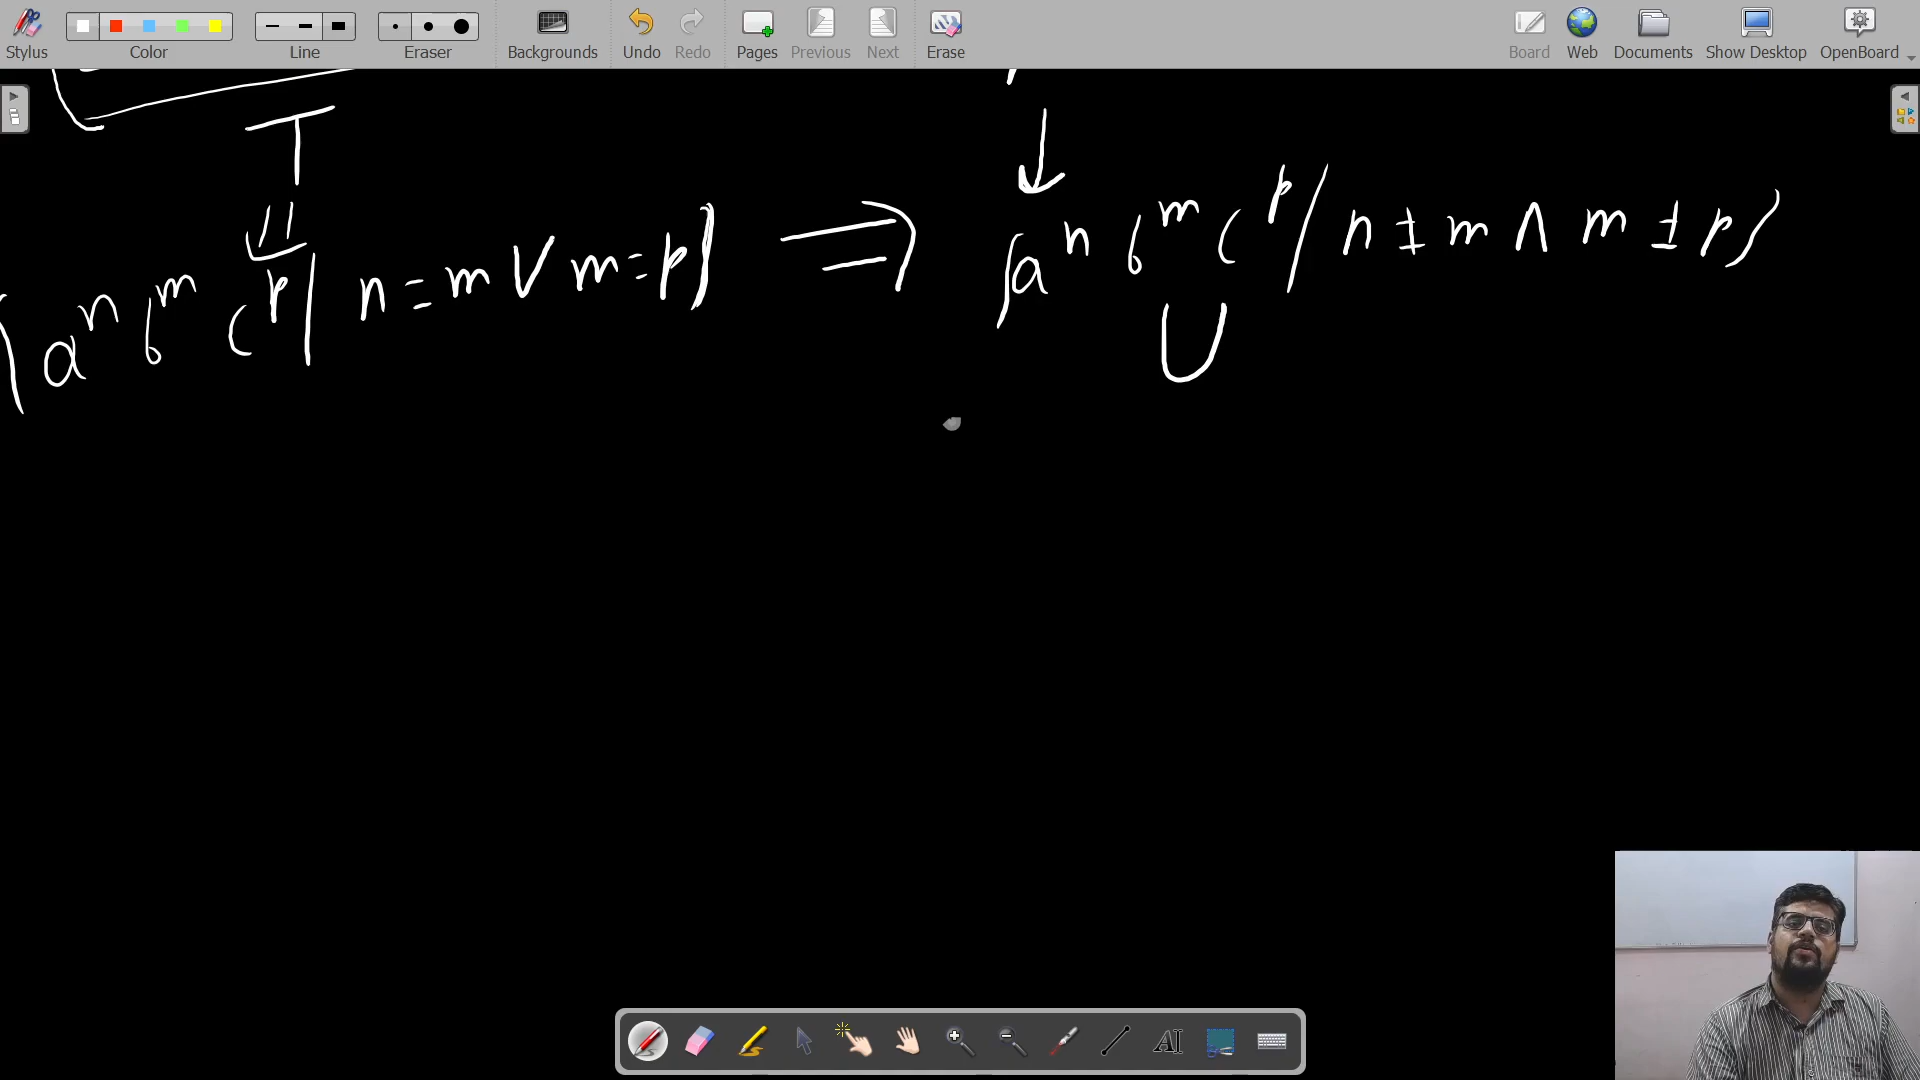 Stylus Color Line Eraser Backgrounds Undo Redo Pages Previous Next Erase Board Web Documents Show Desktop OpenBoard
T
{aⁿ bᵐ cᵖ | n = m ∨ m = p} ⇒ {aⁿ bᵐ cᵖ / n ≠ m ∧ m ≠ p}
U
AI